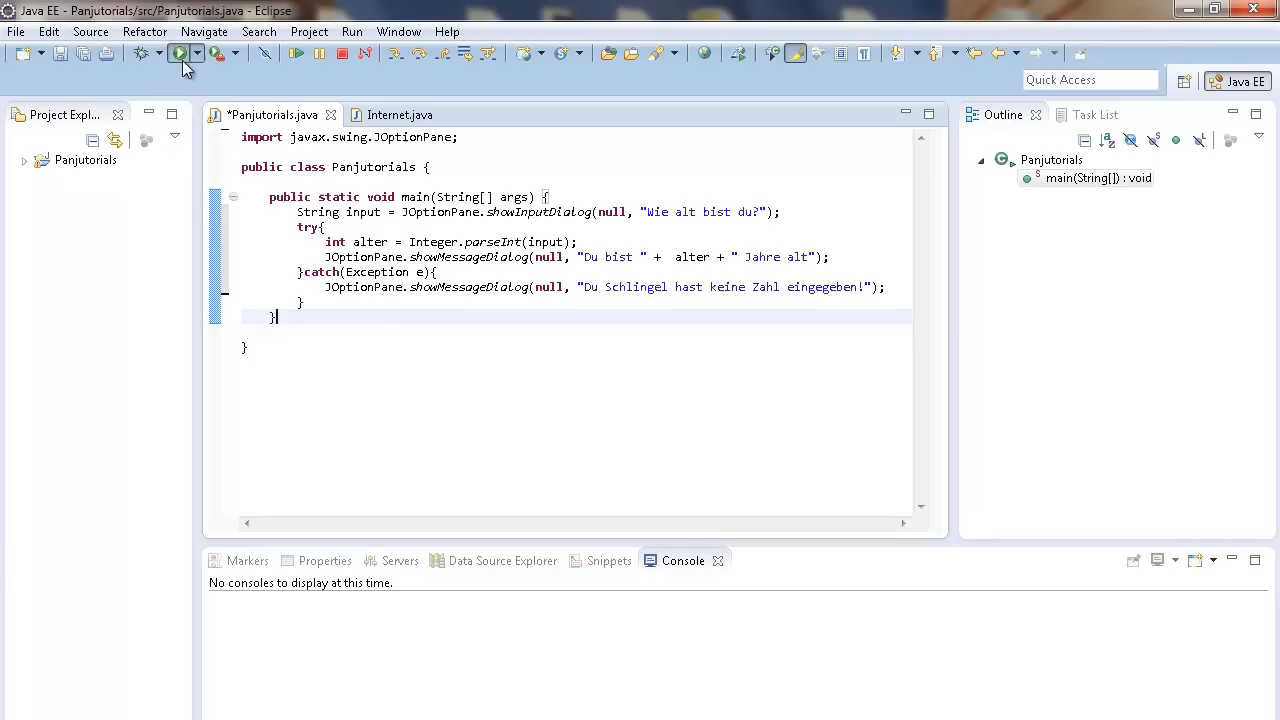 Java EE - Panjutorials/src/Panjutorials.java - Eclipse
File Edit Source Refactor Navigate Search Project Run Window Help
Quick Access
Java EE
Project Expl...
*Panjutorials.java
Internet.java
Outline
Task List
Panjutorials
import javax.swing.JOptionPane;
public class Panjutorials {
public static void main(String[] args) {
String input = JOptionPane.showInputDialog(null, "Wie alt bist du?");
try{
int alter = Integer.parseInt(input);
JOptionPane.showMessageDialog(null, "Du bist " +  alter + " Jahre alt");
}catch(Exception e){
JOptionPane.showMessageDialog(null, "Du Schlingel hast keine Zahl eingegeben!");
}
}
}
Panjutorials
main(String[]) : void
Markers Properties Servers Data Source Explorer Snippets Console
No consoles to display at this time.